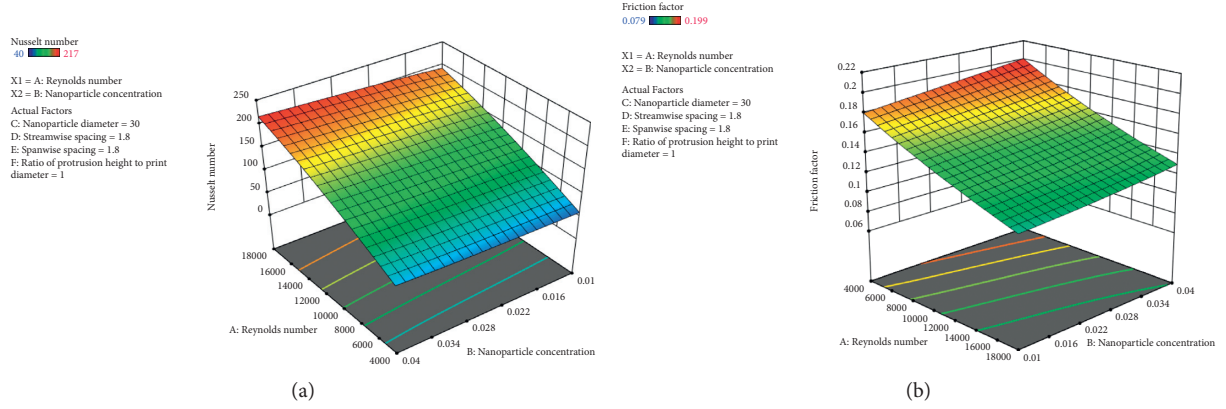 Nusselt number
40 217
X1 = A: Reynolds number
X2 = B: Nanoparticle concentration
Actual Factors
C: Nanoparticle diameter = 30
D: Streamwise spacing = 1.8
E: Spanwise spacing = 1.8
F: Ratio of protrusion height to print
diameter = 1
Nusselt number
250
200
150
100
50
0
18000
16000
14000
12000
10000
8000
6000
4000
A: Reynolds number
0.04
0.034
0.028
0.022
0.016
0.01
B: Nanoparticle concentration
(a)
Friction factor
0.079 0.199
X1 = A: Reynolds number
X2 = B: Nanoparticle concentration
Actual Factors
C: Nanoparticle diameter = 30
D: Streamwise spacing = 1.8
E: Spanwise spacing = 1.8
F: Ratio of protrusion height to print
diameter = 1
Friction factor
0.22
0.2
0.18
0.16
0.14
0.12
0.1
0.08
0.06
4000
6000
8000
10000
12000
14000
16000
18000
A: Reynolds number
0.01
0.016
0.022
0.028
0.034
0.04
B: Nanoparticle concentration
(b)